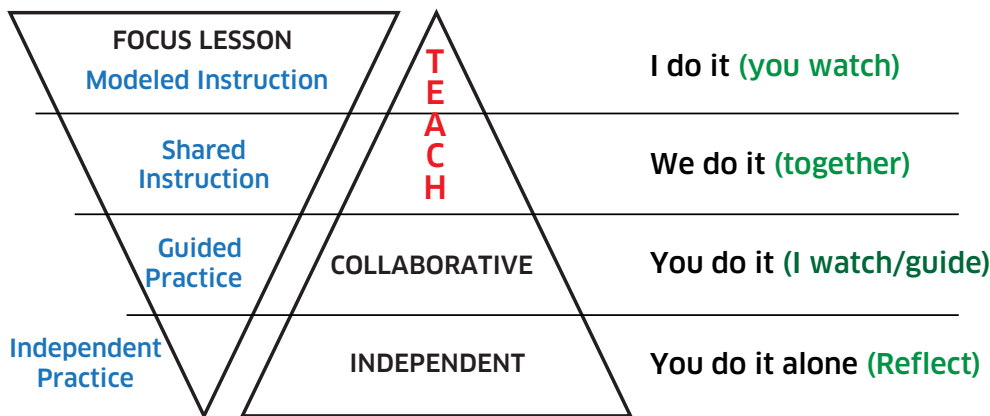 FOCUS LESSON
Modeled Instruction
TEACH
I do it (you watch)
Shared
Instruction
We do it (together)
Guided
Practice
COLLABORATIVE
You do it (I watch/guide)
Independent
Practice
INDEPENDENT
You do it alone (Reflect)